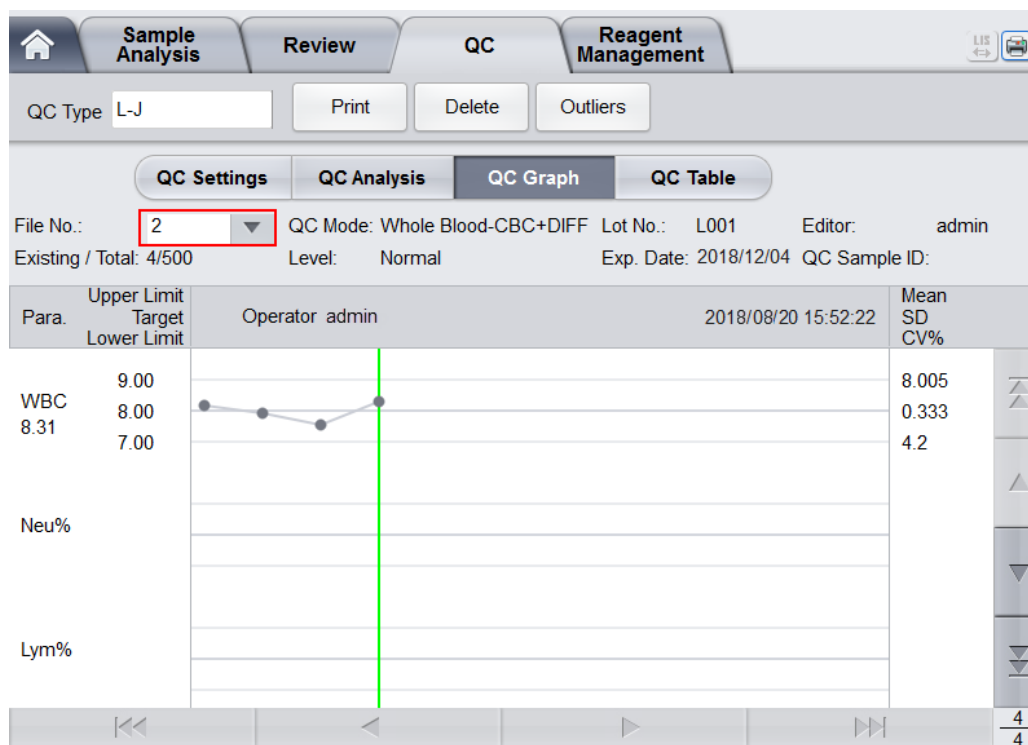 Sample Analysis Review QC Reagent Management LIS
QC Type L-J Print Delete Outliers
QC Settings QC Analysis QC Graph QC Table
File No.: 2 QC Mode: Whole Blood-CBC+DIFF Lot No.: L001 Editor: admin
Existing / Total: 4/500 Level: Normal Exp. Date: 2018/12/04 QC Sample ID:
Para. Upper Limit Target Lower Limit Operator admin 2018/08/20 15:52:22 Mean SD CV%
9.00 8.005
WBC 8.00 0.333
8.31 7.00 4.2
Neu%
Lym%
4
4